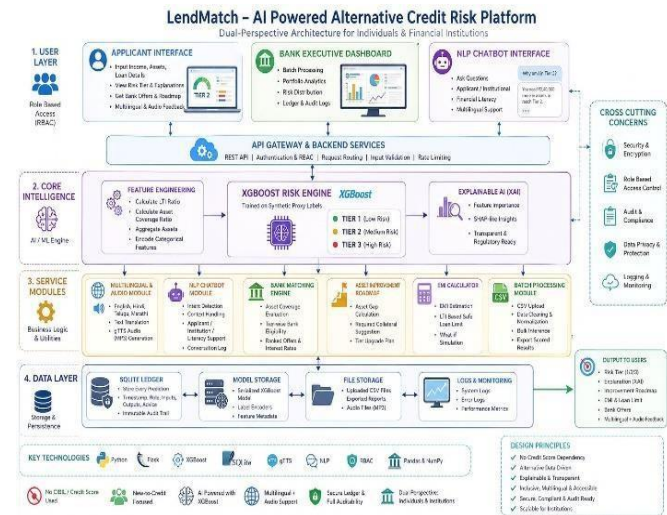 LendMatch – AI Powered Alternative Credit Risk Platform
Dual-Perspective Architecture for Individuals & Financial Institutions
1. USER LAYER
Role Based Access (RBAC)
APPLICANT INTERFACE
• Input Income, Assets, Loan Details
• View Risk Tier & Explanations
• Get Bank Offers & Roadmap
• Multilingual & Audio Feedback
TIER 2
BANK EXECUTIVE DASHBOARD
• Batch Processing
• Portfolio Analytics
• Risk Distribution
• Ledger & Audit Logs
NLP CHATBOT INTERFACE
• Ask Questions
• Applicant / Institutional
• Financial Literacy
• Multilingual Support
API GATEWAY & BACKEND SERVICES
REST API | Authentication & RBAC | Request Routing | Input Validation | Rate Limiting
CROSS CUTTING CONCERNS
Security & Encryption
Role Based Access Control
Audit & Compliance
Data Privacy & Protection
Logging & Monitoring
2. CORE INTELLIGENCE
AI / ML Engine
FEATURE ENGINEERING
• Calculate LTI Ratio
• Calculate Asset Coverage Ratio
• Aggregate Assets
• Encode Categorical Features
XGBOOST RISK ENGINE
XGBoost
Trained on Synthetic Proxy Labels
TIER 1 (Low Risk)
TIER 2 (Medium Risk)
TIER 3 (High Risk)
EXPLAINABLE AI (XAI)
• Feature Importance
• SHAP-like Insights
• Transparent & Regulatory Ready
3. SERVICE MODULES
Business Logic & Utilities
MULTILINGUAL & AUDIO MODULE
• English, Hindi, Telugu, Marathi
• Text Translation
• gTTS Audio (MP3) Generation
NLP CHATBOT MODULE
• Intent Detection
• Context Handling
• Applicant / Institution / Literacy Support
• Conversation Log
BANK MATCHING ENGINE
• Asset Coverage Evaluation
• Tier-wise Bank Eligibility
• Ranked Offers & Interest Rates
ASSET IMPROVEMENT ROADMAP
• Asset Gap Calculation
• Required Collateral Suggestion
• Tier Upgrade Plan
EMI CALCULATOR
• EMI Estimation
• LTI Based Safe Loan Limit
• What-if Simulation
BATCH PROCESSING MODULE
CSV
• CSV Upload
• Data Cleaning & Normalization
• Bulk Inference
• Export Scored Results
4. DATA LAYER
Storage & Persistence
SQLITE LEDGER
• Store Every Prediction
• Timestamp, Role, Inputs, Outputs, Advice
• Immutable Audit Trail
MODEL STORAGE
• Serialized XGBoost Model
• Label Encoders
• Feature Metadata
FILE STORAGE
• Uploaded CSV Files
• Exported Reports
• Audio Files (MP3)
LOGS & MONITORING
• System Logs
• Error Logs
• Performance Metrics
OUTPUT TO USERS
• Risk Tier (1/2/3)
• Explanation (XAI)
• Improvement Roadmap
• EMI & Loan Limit
• Bank Offers
• Multilingual + Audio Feedback
KEY TECHNOLOGIES
Python
Flask
XGBoost
SQLite
gTTS
NLP
RBAC
Pandas & NumPy
No CIBIL / Credit Score Used
New-to-Credit Focused
AI Powered with XGBoost
Multilingual + Audio Support
Secure Ledger & Full Auditability
Dual Perspective: Individuals & Institutions
DESIGN PRINCIPLES
✓ No Credit Score Dependency
✓ Alternative Data Driven
✓ Explainable & Transparent
✓ Inclusive, Multilingual & Accessible
✓ Secure, Compliant & Audit Ready
✓ Scalable for Institutions